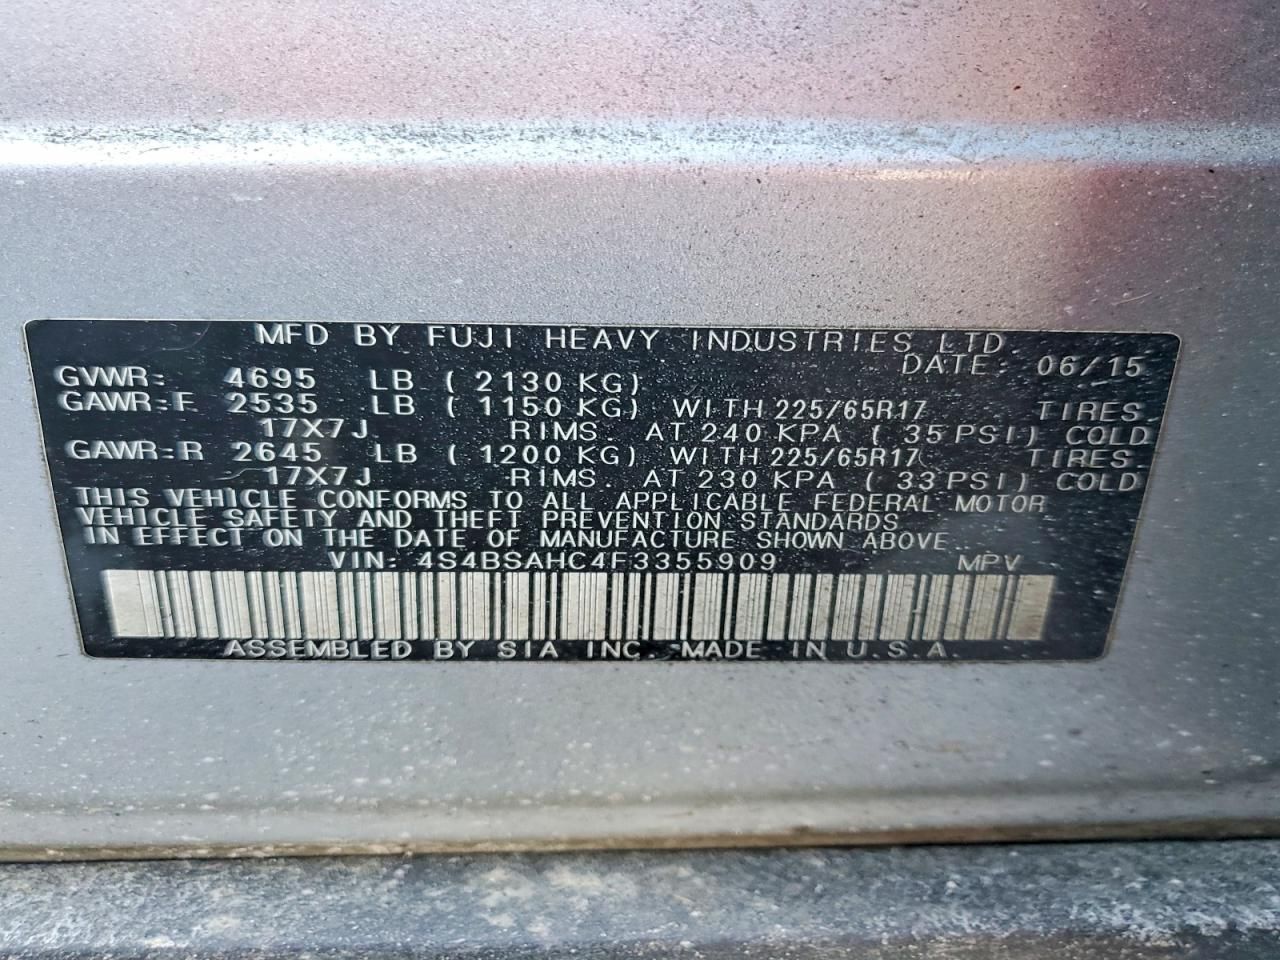 MFD BY FUJI HEAVY INDUSTRIES LTD.
DATE: 06/15
GVWR: 4695 LB ( 2130 KG)
GAWR:F 2535 LB ( 1150 KG) WITH 225/65R17 TIRES,
17X7J RIMS, AT 240 KPA ( 35 PSI) COLD
GAWR:R 2645 LB ( 1200 KG) WITH 225/65R17 TIRES,
17X7J RIMS, AT 230 KPA ( 33 PSI) COLD
THIS VEHICLE CONFORMS TO ALL APPLICABLE FEDERAL MOTOR
VEHICLE SAFETY AND THEFT PREVENTION STANDARDS
IN EFFECT ON THE DATE OF MANUFACTURE SHOWN ABOVE.
VIN: 4S4BSAHC4F3355909 MPV
ASSEMBLED BY SIA INC. MADE IN U.S.A.